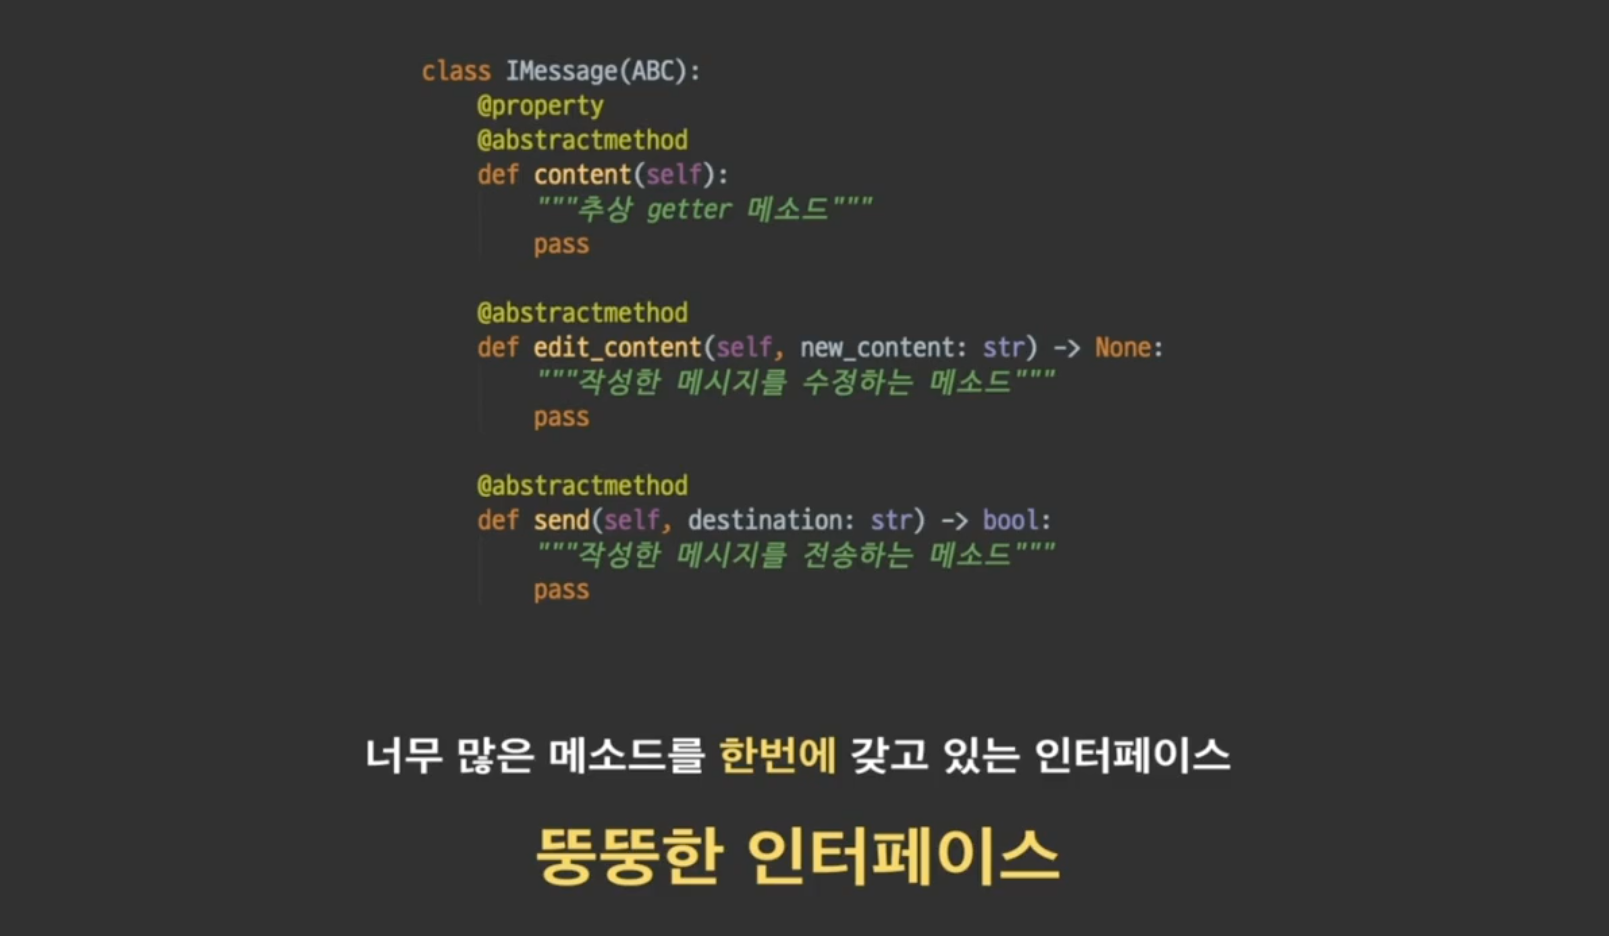 class IMessage(ABC):
    @property
    @abstractmethod
    def content(self):
        """추상 getter 메소드"""
        pass

    @abstractmethod
    def edit_content(self, new_content: str) -> None:
        """작성한 메시지를 수정하는 메소드"""
        pass

    @abstractmethod
    def send(self, destination: str) -> bool:
        """작성한 메시지를 전송하는 메소드"""
        pass

너무 많은 메소드를 한번에 갖고 있는 인터페이스
뚱뚱한 인터페이스